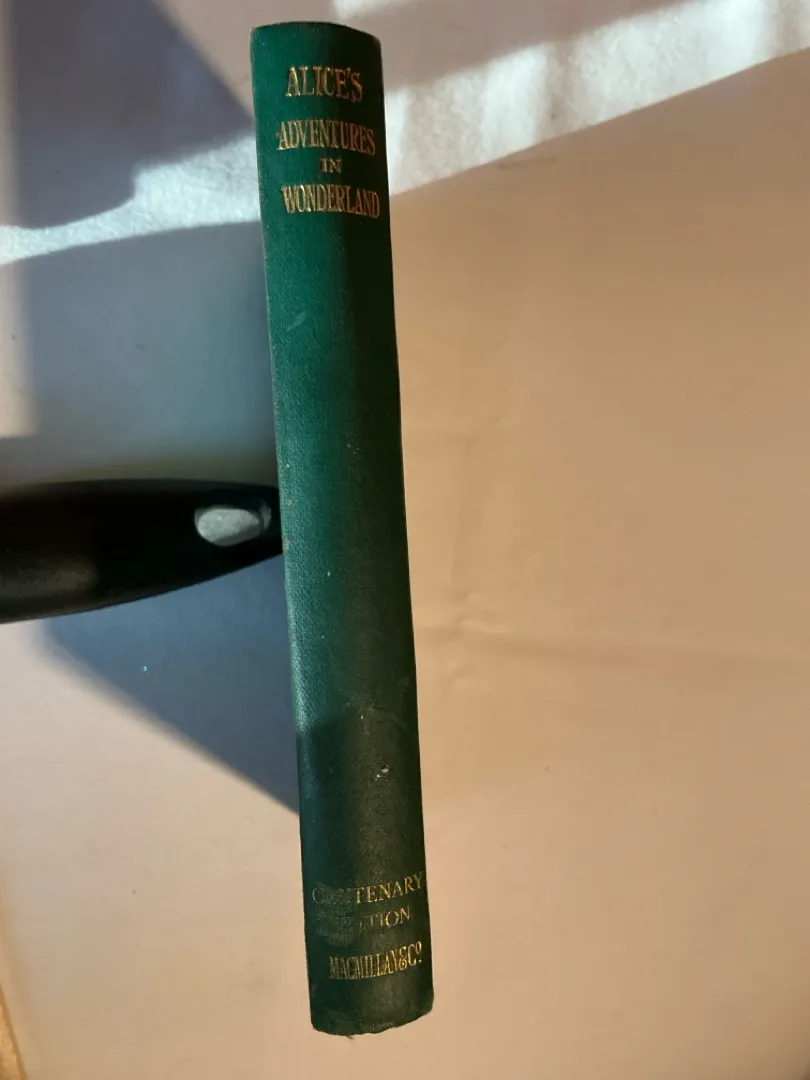 ALICE'S
ADVENTURES
IN
WONDERLAND
CENTENARY
EDITION
MACMILLAN&Cº